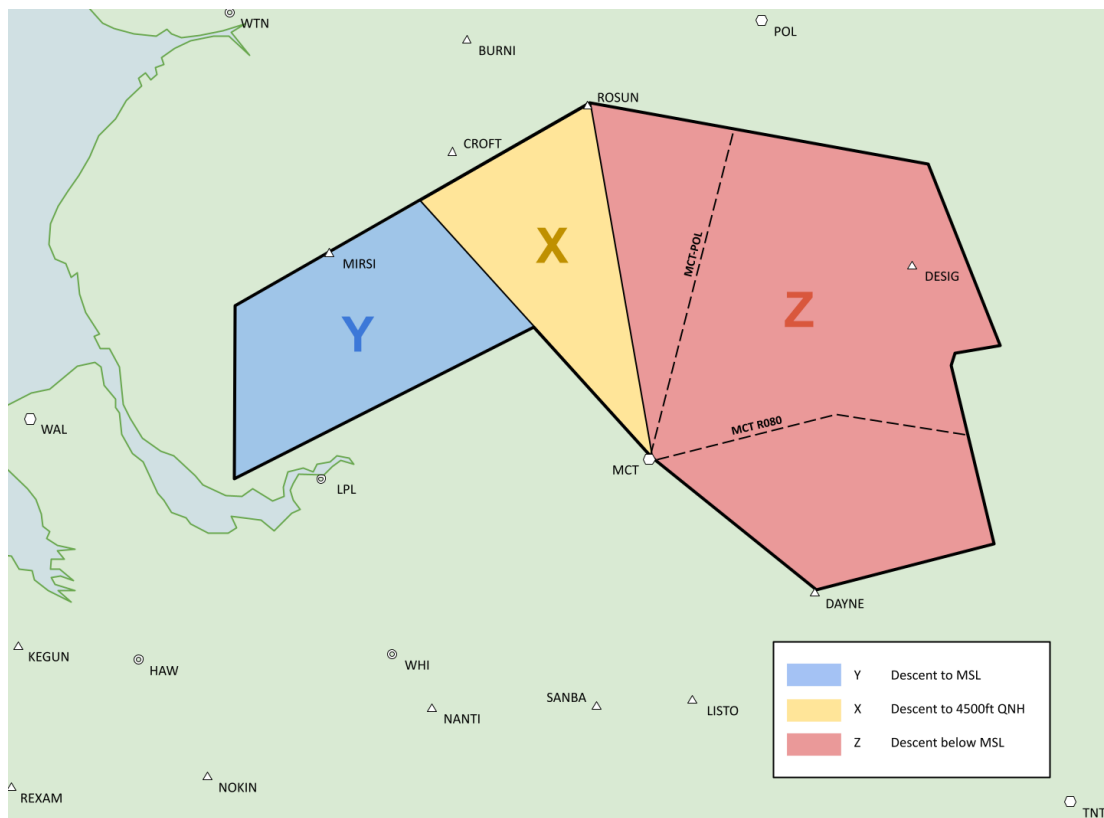 WTN
POL
BURNI
ROSUN
CROFT
X
MCT-POL
MIRSI
DESIG
Y
Z
WAL
MCT R080
MCT
LPL
DAYNE
KEGUN
HAW
WHI
SANBA
NANTI
LISTO
NOKIN
REXAM
TNT
Y Descent to MSL
X Descent to 4500ft QNH
Z Descent below MSL